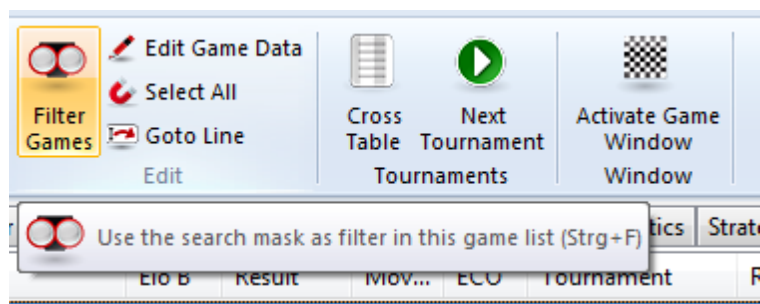 Filter Games
Edit Game Data
Select All
Goto Line
Edit
Cross Table
Next Tournament
Tournaments
Activate Game Window
Window
Use the search mask as filter in this game list (Strg+F)
tics
Strate
Elo B
Result
Mov...
ECO
Tournament
R